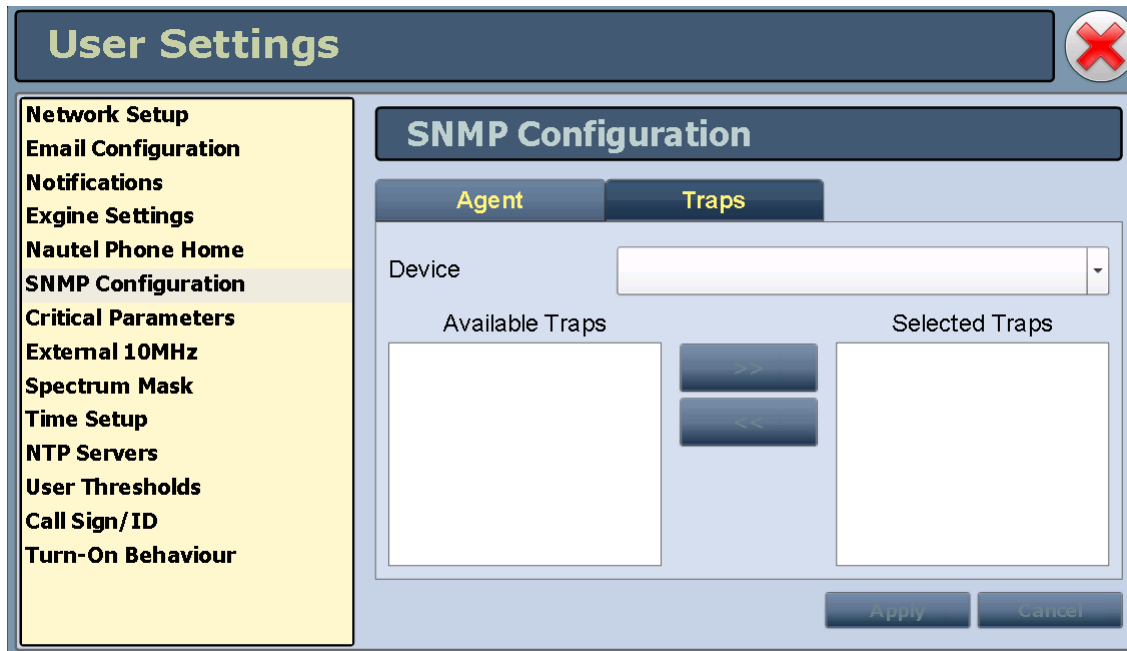 User Settings
Network Setup
Email Configuration
Notifications
Exgine Settings
Nautel Phone Home
SNMP Configuration
Critical Parameters
External 10MHz
Spectrum Mask
Time Setup
NTP Servers
User Thresholds
Call Sign/ID
Turn-On Behaviour
SNMP Configuration
Agent Traps
Device
Available Traps Selected Traps
>>
<<
Apply Cancel